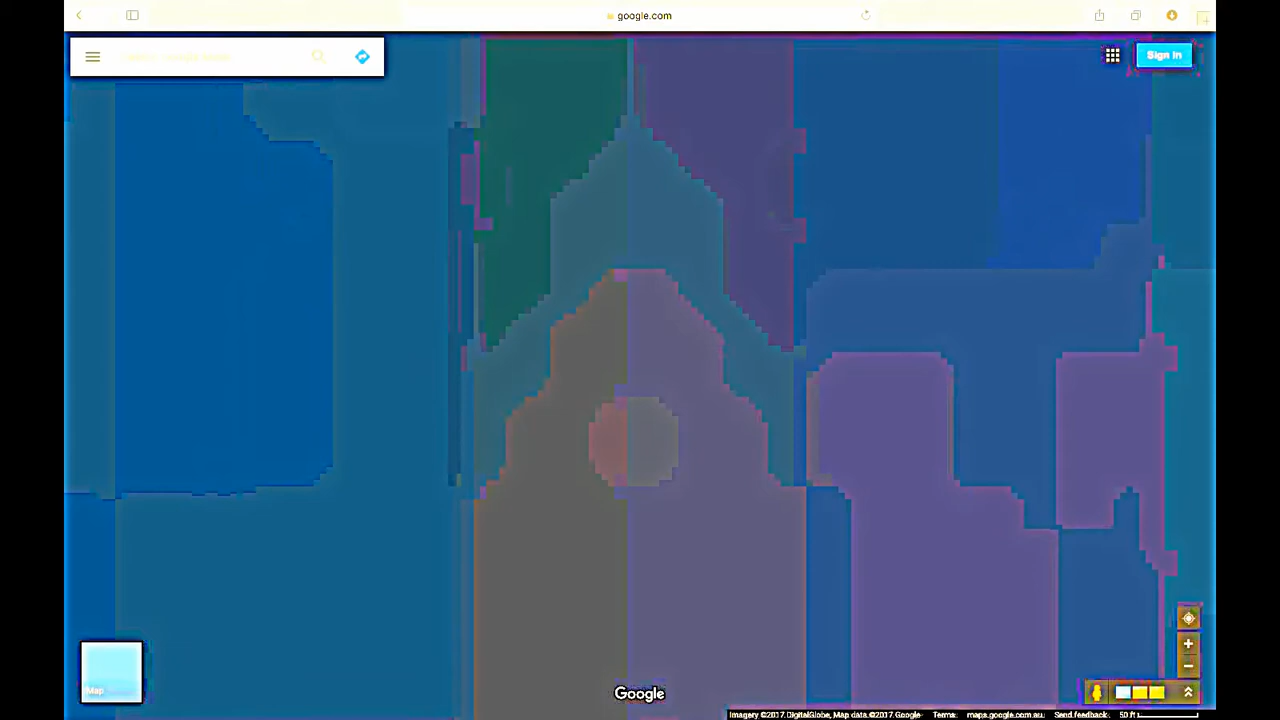 google.com
Sign in
Map
Google
Imagery ©2017, DigitalGlobe, Map data ©2017 Google Terms maps.google.com.au Send feedback 50 ft